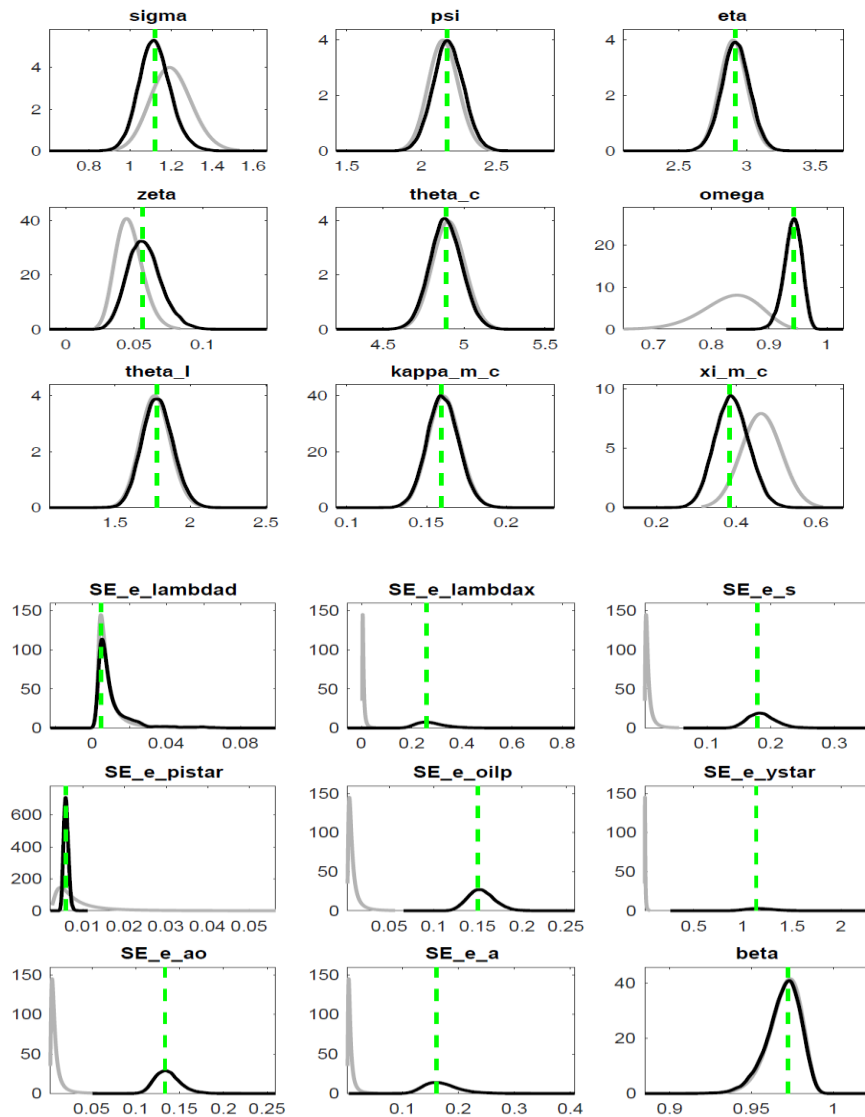 sigma psi eta
6
4 4 4
2 2 2
0 0 0
0.8 1.2 1.6 1.5 2 2.5 2.5 3 3.5
zeta theta_c omega
40 4 20
20 2 10
0 0 0
0 0.05 0.1 4.5 5 5.5 0.7 0.8 0.9 1
theta_I kappa_m_c xi_m_c
4 40 10
2 20 5
0 0 0
1.5 2 2.5 0.1 0.16 0.2 0.2 0.4 0.6
SE_e_lambdad SE_e_lambdax SE_e_s
150 150 150
100 100 100
50 50 50
0 0 0
0 0.04 0.08 0 0.2 0.4 0.6 0.8 0.1 0.2 0.3
SE_e_pistar SE_e_oilp SE_e_ystar
600 150 150
400 100 100
200 50 50
0 0 0
0.01 0.02 0.03 0.04 0.05 0.05 0.1 0.15 0.2 0.25 0.5 1 1.5 2
SE_e_ao SE_e_a beta
150 150
100 100 40
50 50 20
0 0 0
0.05 0.1 0.15 0.2 0.25 0.1 0.2 0.3 0.4 0.9 0.95 1